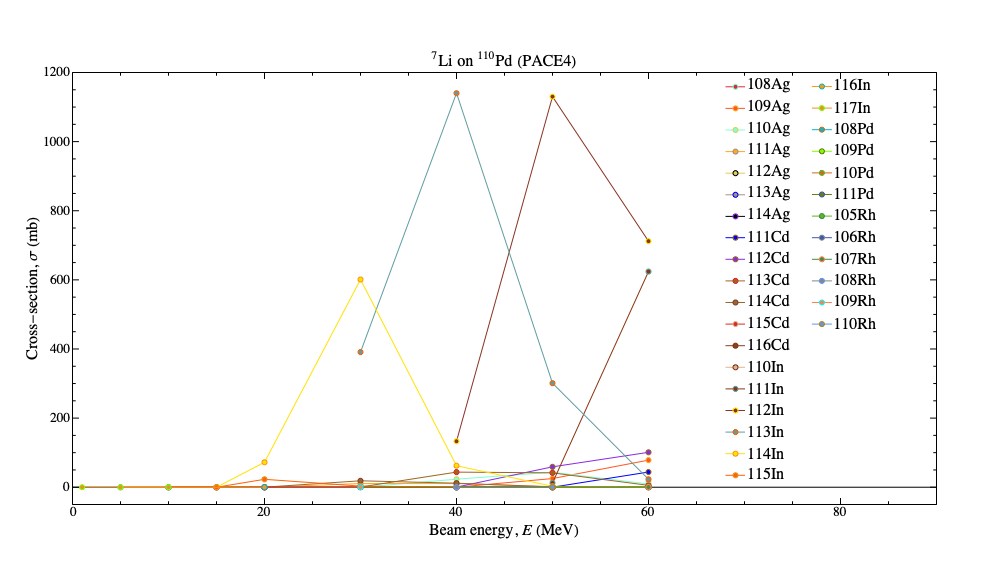 ⁷Li on ¹¹⁰Pd (PACE4)
1200
1000
800
600
400
200
0
Cross−section, σ (mb)
0
20
40
60
80
Beam energy, E (MeV)
108Ag
109Ag
110Ag
111Ag
112Ag
113Ag
114Ag
111Cd
112Cd
113Cd
114Cd
115Cd
116Cd
110In
111In
112In
113In
114In
115In
116In
117In
108Pd
109Pd
110Pd
111Pd
105Rh
106Rh
107Rh
108Rh
109Rh
110Rh